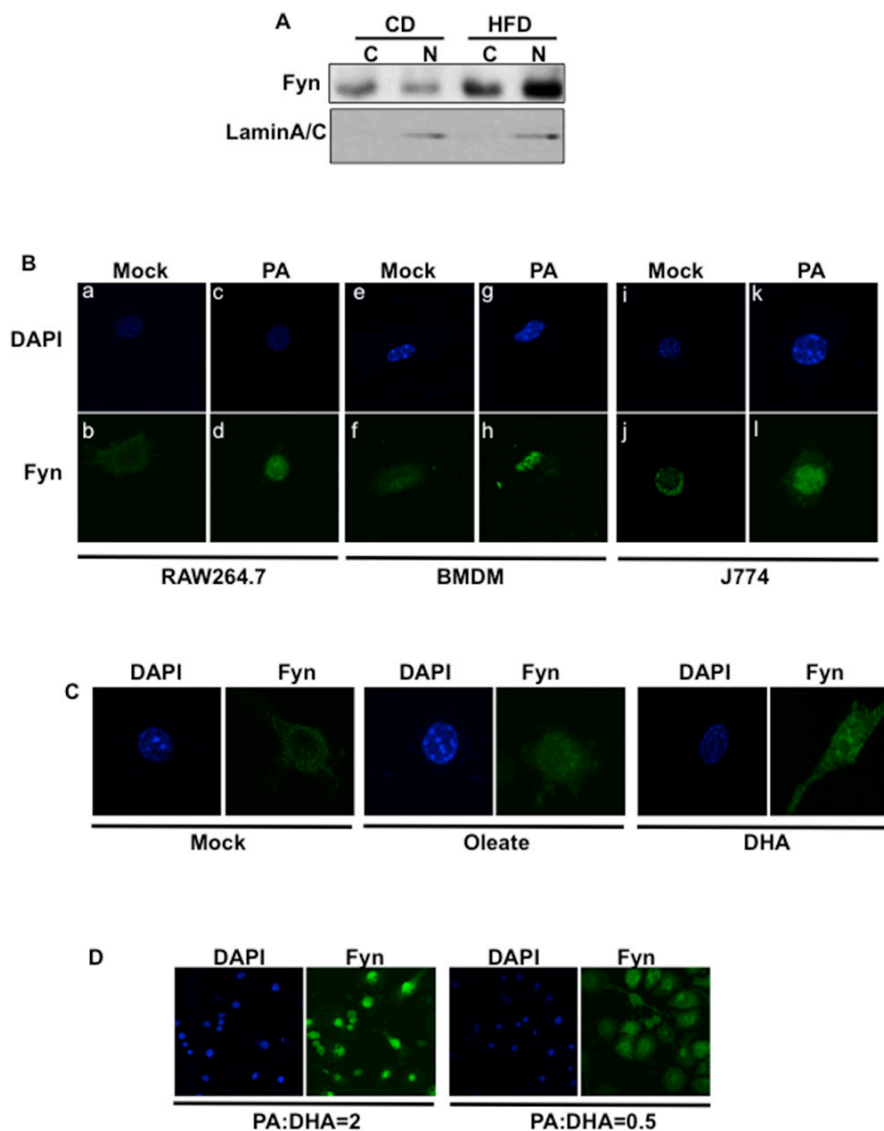 A
CD HFD
C N C N
Fyn
LaminA/C
B
Mock PA Mock PA Mock PA
a c e g i k
DAPI
b d f h j l
Fyn
RAW264.7 BMDM J774
C
DAPI Fyn DAPI Fyn DAPI Fyn
Mock Oleate DHA
D
DAPI Fyn DAPI Fyn
PA:DHA=2 PA:DHA=0.5